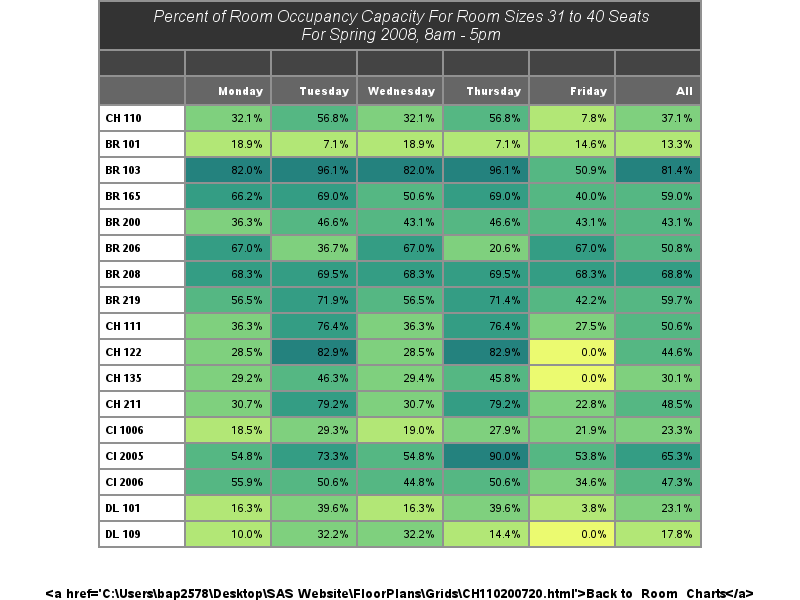 Percent of Room Occupancy Capacity For Room Sizes 31 to 40 Seats
For Spring 2008, 8am - 5pm
Monday Tuesday Wednesday Thursday Friday All
CH 110 32.1% 56.8% 32.1% 56.8% 7.8% 37.1%
BR 101 18.9% 7.1% 18.9% 7.1% 14.6% 13.3%
BR 103 82.0% 96.1% 82.0% 96.1% 50.9% 81.4%
BR 165 66.2% 69.0% 50.6% 69.0% 40.0% 59.0%
BR 200 36.3% 46.6% 43.1% 46.6% 43.1% 43.1%
BR 206 67.0% 36.7% 67.0% 20.6% 67.0% 50.8%
BR 208 68.3% 69.5% 68.3% 69.5% 68.3% 68.8%
BR 219 56.5% 71.9% 56.5% 71.4% 42.2% 59.7%
CH 111 36.3% 76.4% 36.3% 76.4% 27.5% 50.6%
CH 122 28.5% 82.9% 28.5% 82.9% 0.0% 44.6%
CH 135 29.2% 46.3% 29.4% 45.8% 0.0% 30.1%
CH 211 30.7% 79.2% 30.7% 79.2% 22.8% 48.5%
CI 1006 18.5% 29.3% 19.0% 27.9% 21.9% 23.3%
CI 2005 54.8% 73.3% 54.8% 90.0% 53.8% 65.3%
CI 2006 55.9% 50.6% 44.8% 50.6% 34.6% 47.3%
DL 101 16.3% 39.6% 16.3% 39.6% 3.8% 23.1%
DL 109 10.0% 32.2% 32.2% 14.4% 0.0% 17.8%
<a href='C:\Users\bap2578\Desktop\SAS Website\FloorPlans\Grids\CH110200720.html'>Back to Room Charts</a>